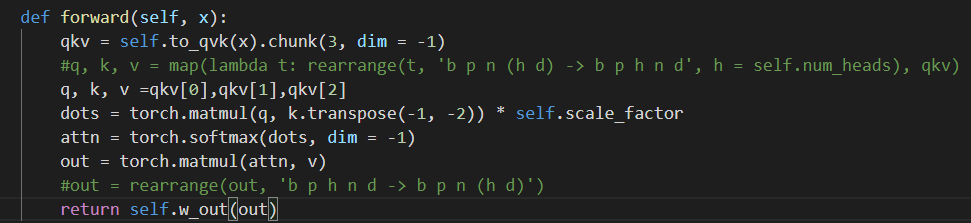 def forward(self, x):
    qkv = self.to_qvk(x).chunk(3, dim = -1)
    #q, k, v = map(lambda t: rearrange(t, 'b p n (h d) -> b p h n d', h = self.num_heads), qkv)
    q, k, v =qkv[0],qkv[1],qkv[2]
    dots = torch.matmul(q, k.transpose(-1, -2)) * self.scale_factor
    attn = torch.softmax(dots, dim = -1)
    out = torch.matmul(attn, v)
    #out = rearrange(out, 'b p h n d -> b p n (h d)')
    return self.w_out(out)